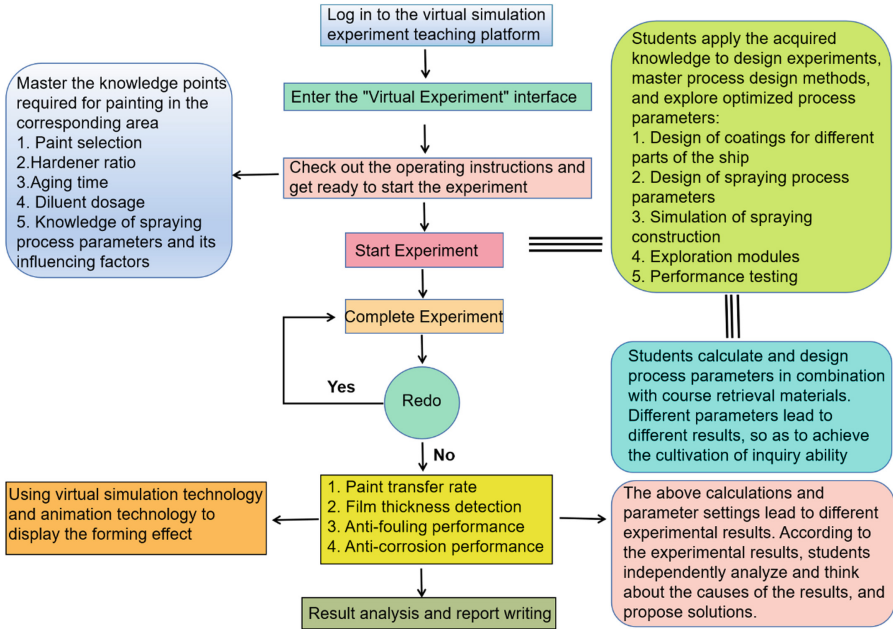 Log in to the virtual simulation
experiment teaching platform
Enter the "Virtual Experiment" interface
Check out the operating instructions and
get ready to start the experiment
Master the knowledge points
required for painting in the
corresponding area
1. Paint selection
2.Hardener ratio
3.Aging time
4. Diluent dosage
5. Knowledge of spraying
process parameters and its
influencing factors
Start Experiment
Students apply the acquired
knowledge to design experiments,
master process design methods,
and explore optimized process
parameters:
1. Design of coatings for different
parts of the ship
2. Design of spraying process
parameters
3. Simulation of spraying
construction
4. Exploration modules
5. Performance testing
Complete Experiment
Students calculate and design
process parameters in combination
with course retrieval materials.
Different parameters lead to
different results, so as to achieve
the cultivation of inquiry ability
Yes
Redo
No
1. Paint transfer rate
2. Film thickness detection
3. Anti-fouling performance
4. Anti-corrosion performance
Using virtual simulation technology
and animation technology to
display the forming effect
The above calculations and
parameter settings lead to different
experimental results. According to
the experimental results, students
independently analyze and think
about the causes of the results, and
propose solutions.
Result analysis and report writing